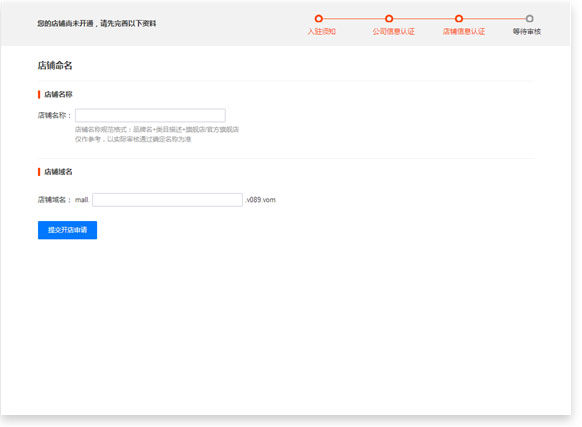 您的店铺尚未开通，请先完善以下资料
入驻须知
公司信息认证
店铺信息认证
等待审核
店铺命名
店铺名称
店铺名称：
店铺名称规范格式：品牌名+类目描述+旗舰店/官方旗舰店
仅作参考，以实际审核通过确定名称为准
店铺域名
店铺域名： mall. .v089.vom
提交开店申请